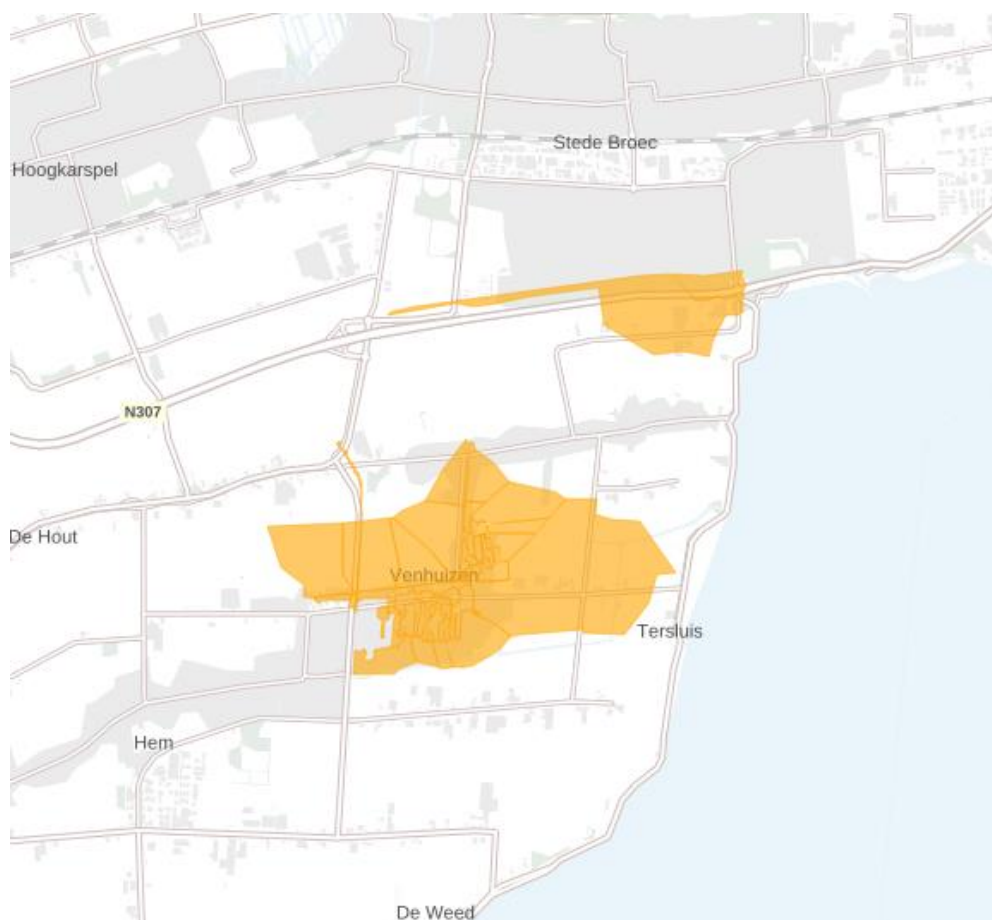 Stede Broec
Hoogkarspel
N307
De Hout
Venhuizen
Tersluis
Hem
De Weed